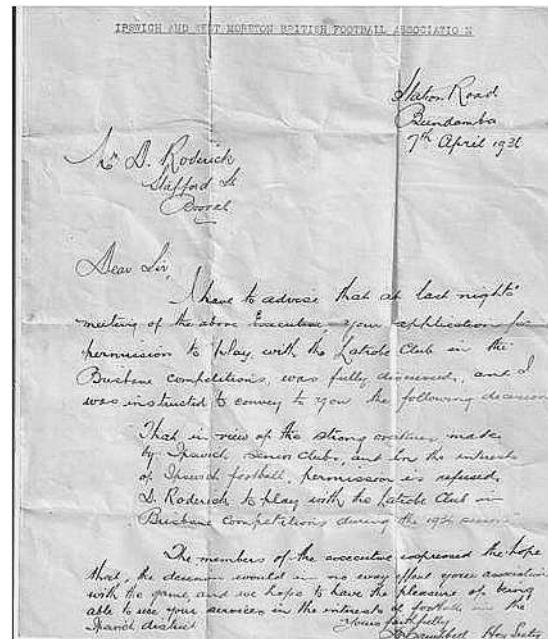 IPSWICH AND WEST MORETON BRITISH FOOTBALL ASSOCIATION
Station Road
Bundamba
7th April 1936
Mr D. Roderick
Stafford St
Booval
Dear Sir,
I have to advise that at last nights'
meeting of the above Executive, your application for
permission to play with the Latrobe Club in the
Brisbane competitions, was fully discussed, and I
was instructed to convey to you the following decision
That in view of the strong made
by Ipswich senior clubs, and in the interests
of Ipswich football, permission is refused
D. Roderick to play with the Latrobe Club in
Brisbane Competitions during the 1936 season
The members of the executive expressed the hope
that, the decision would in no way effect your association
with the game, and we hope to have the pleasure of being
able to use your services in the interests of football in the
Ipswich district
Yours faithfully
Hon Secty